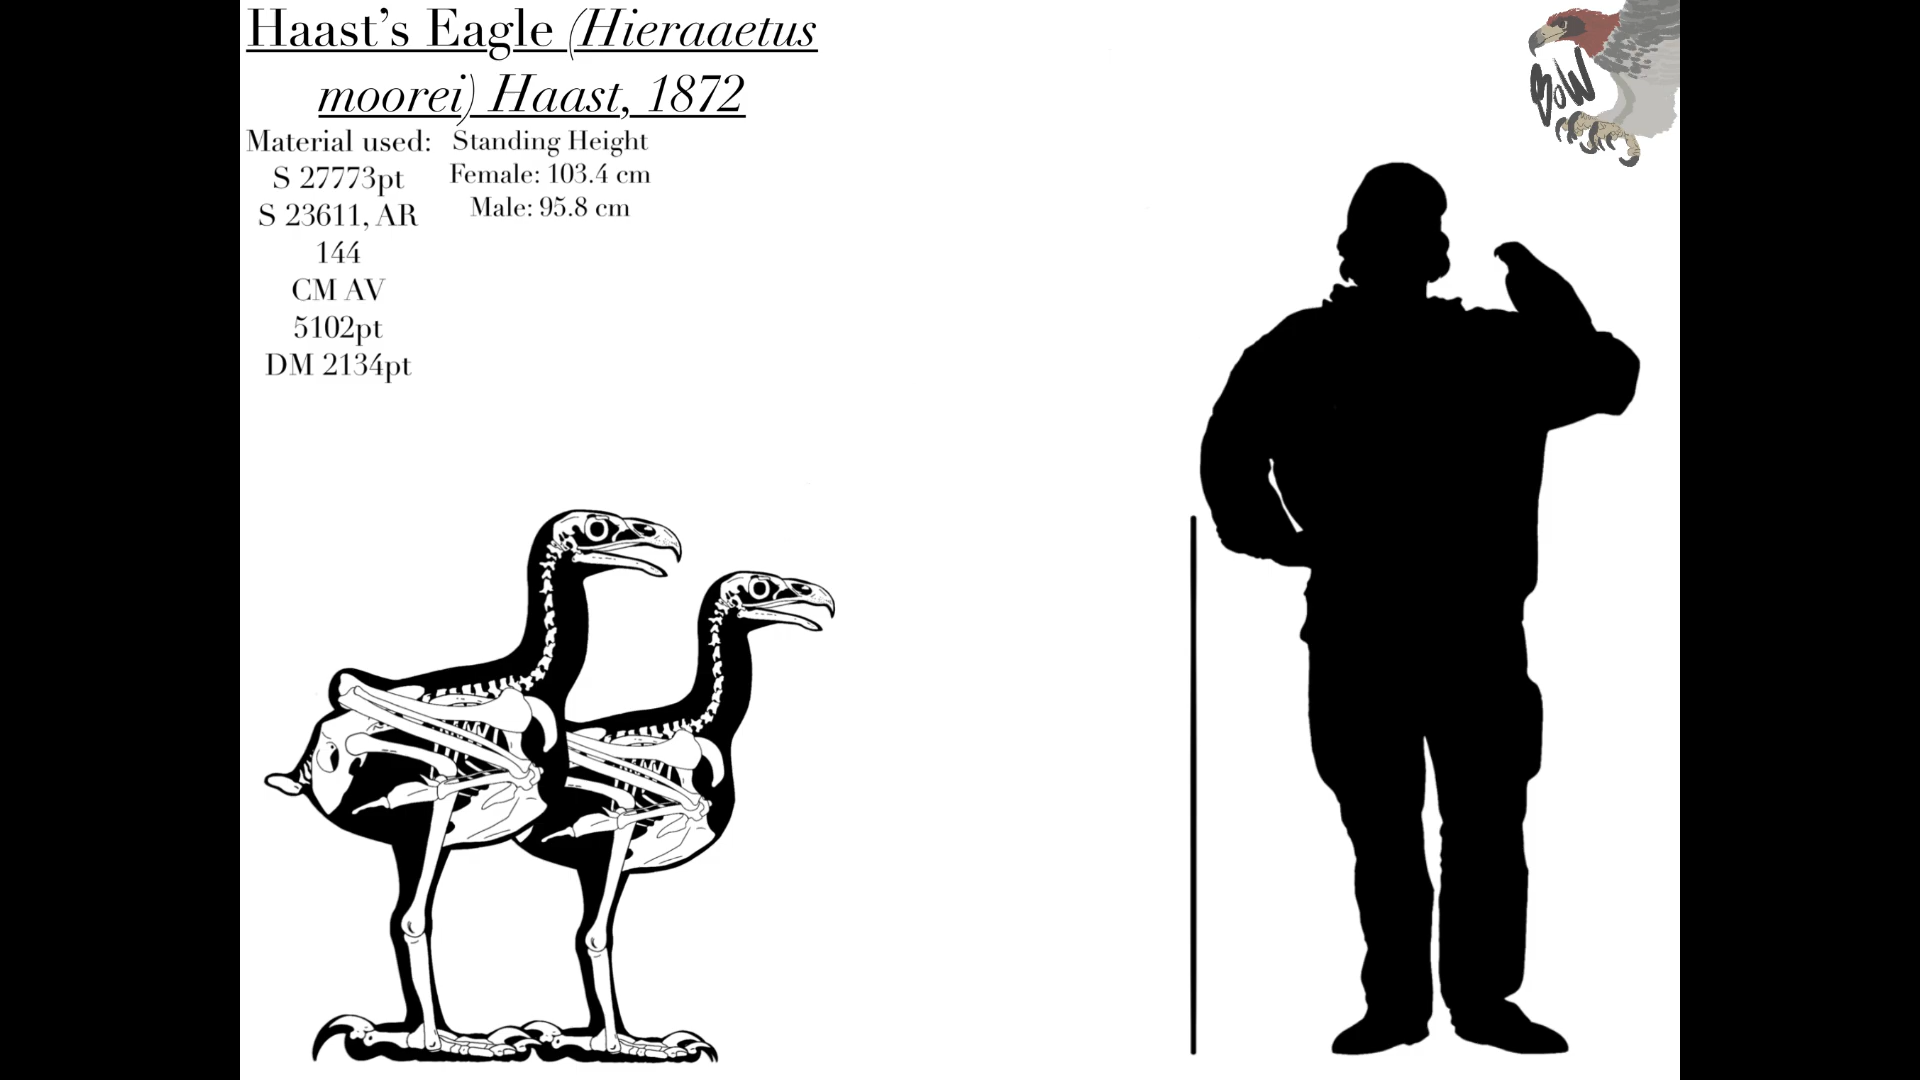 Haast’s Eagle (Hieraaetus
moorei) Haast, 1872
Material used:
S 27773pt
S 23611, AR
144
CM AV
5102pt
DM 2134pt
Standing Height
Female: 103.4 cm
Male: 95.8 cm
BoW